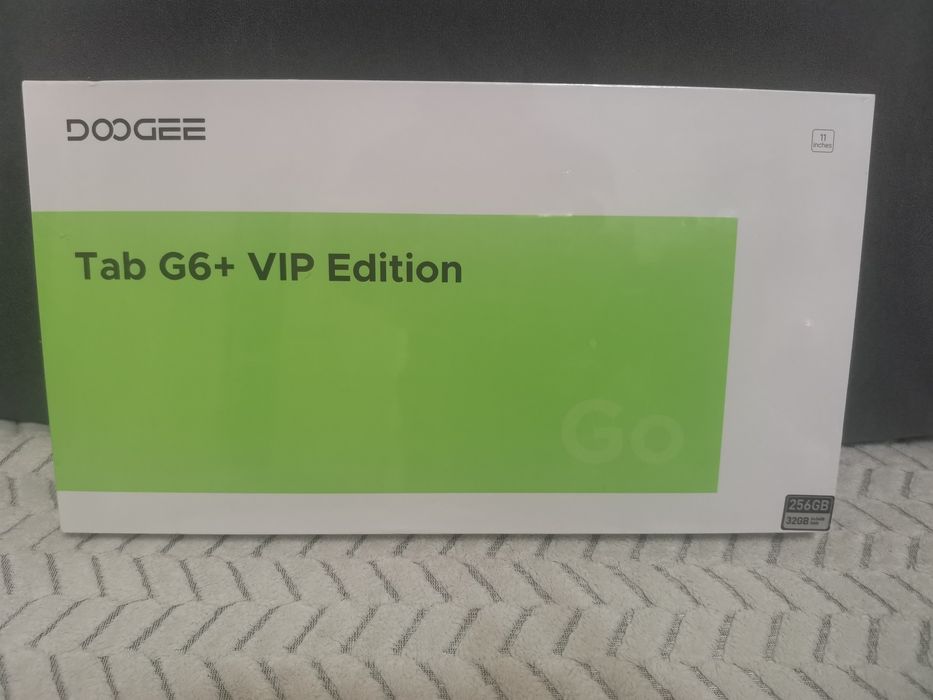 DOOGEE
11
inches
Tab G6+ VIP Edition
Go
256GB
32GB